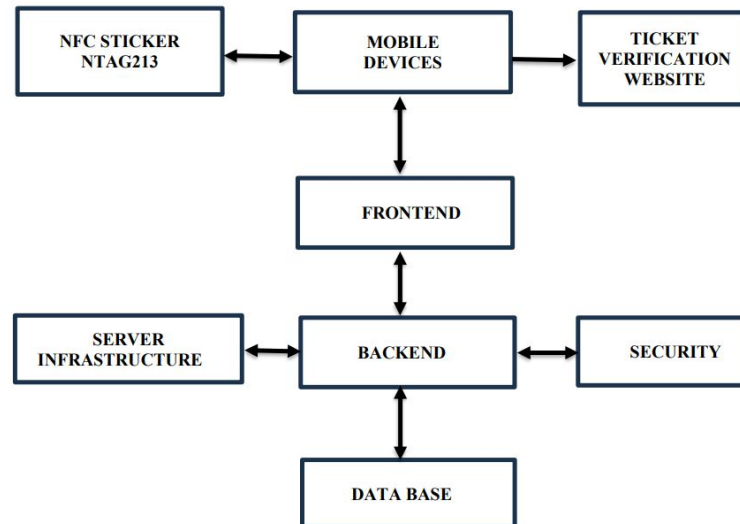 NFC STICKER
NTAG213
MOBILE
DEVICES
TICKET
VERIFICATION
WEBSITE
FRONTEND
SERVER
INFRASTRUCTURE
BACKEND
SECURITY
DATA BASE